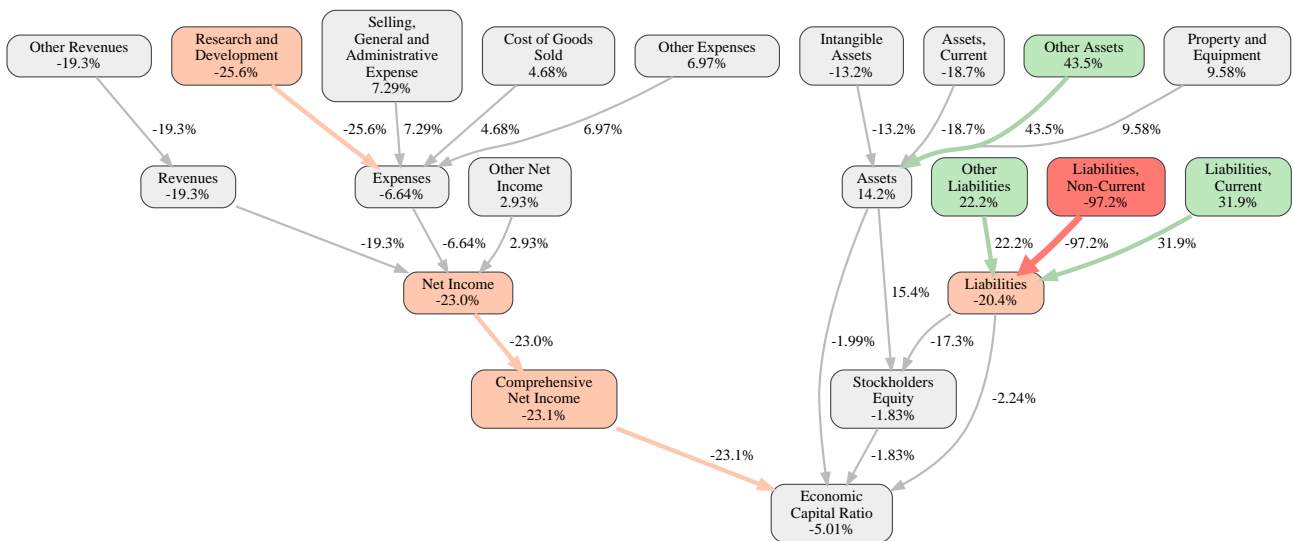 Other Revenues
-19.3%
Research and
Development
-25.6%
Selling,
General and
Administrative
Expense
7.29%
Cost of Goods
Sold
4.68%
Other Expenses
6.97%
Intangible
Assets
-13.2%
Assets,
Current
-18.7%
Other Assets
43.5%
Property and
Equipment
9.58%
-19.3%
-25.6%
7.29%
4.68%
6.97%
-13.2%
-18.7%
43.5%
9.58%
Revenues
-19.3%
Expenses
-6.64%
Other Net
Income
2.93%
Assets
14.2%
Other
Liabilities
22.2%
Liabilities,
Non-Current
-97.2%
Liabilities,
Current
31.9%
-19.3%
-6.64%
2.93%
22.2%
-97.2%
31.9%
Net Income
-23.0%
15.4%
Liabilities
-20.4%
-23.0%
-1.99%
-17.3%
Comprehensive
Net Income
-23.1%
Stockholders
Equity
-1.83%
-2.24%
-23.1%
-1.83%
Economic
Capital Ratio
-5.01%